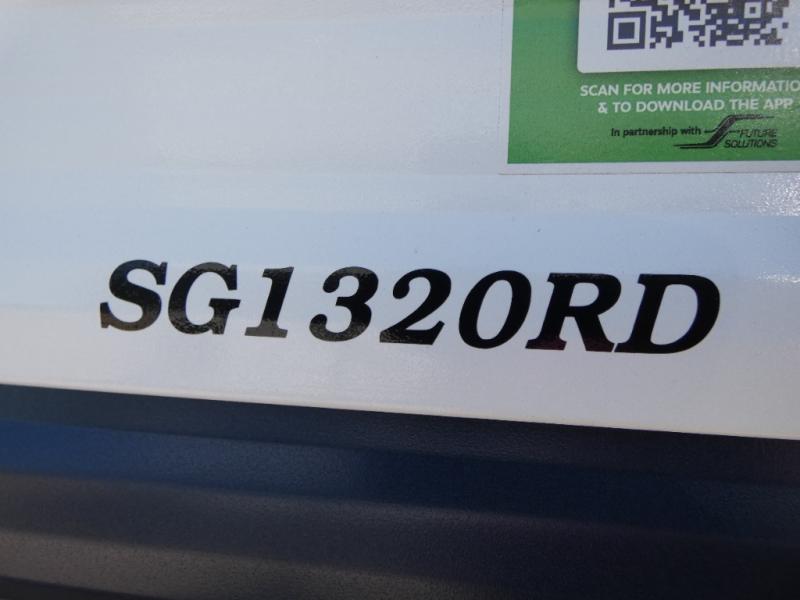 SCAN FOR MORE INFORMATIO
& TO DOWNLOAD THE APP
In partnership with FUTURE
SOLUTIONS
SG1320RD